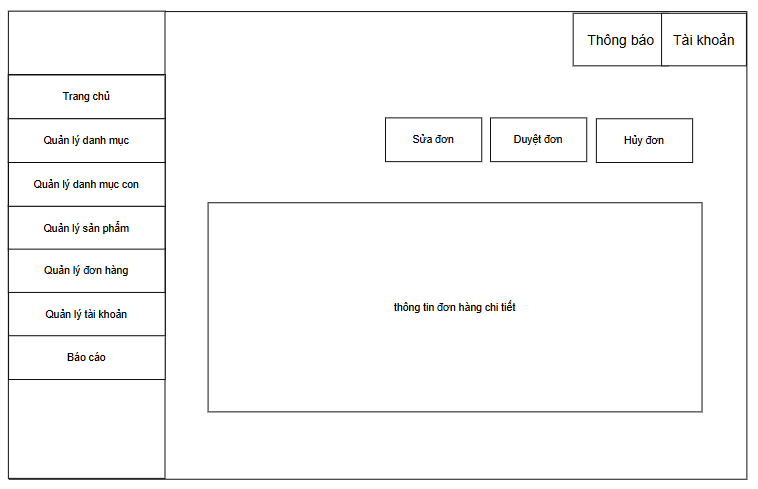 Thông báo
Tài khoản
Trang chủ
Quản lý danh mục
Quản lý danh mục con
Quản lý sản phẩm
Quản lý đơn hàng
Quản lý tài khoản
Báo cáo
Sửa đơn
Duyệt đơn
Hủy đơn
thông tin đơn hàng chi tiết